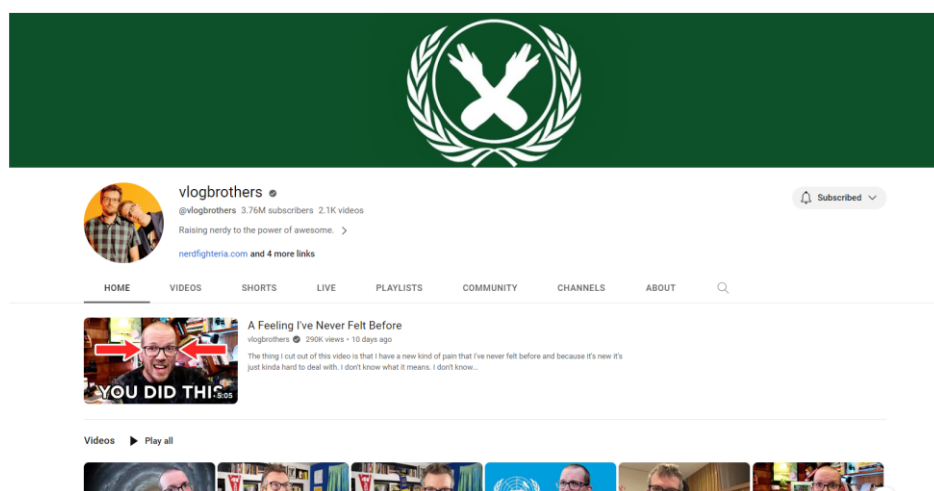 vlogbrothers
@vlogbrothers 3.76M subscribers 2.1K videos
Raising nerdy to the power of awesome.
nerdfighteria.com and 4 more links
Subscribed
HOME VIDEOS SHORTS LIVE PLAYLISTS COMMUNITY CHANNELS ABOUT
YOU DID THIS
5:05
A Feeling I've Never Felt Before
vlogbrothers 290K views • 10 days ago
The thing I cut out of this video is that I have a new kind of pain that I've never felt before and because it's new it's
just kinda hard to deal with. I don't know what it means. I don't know...
Videos Play all